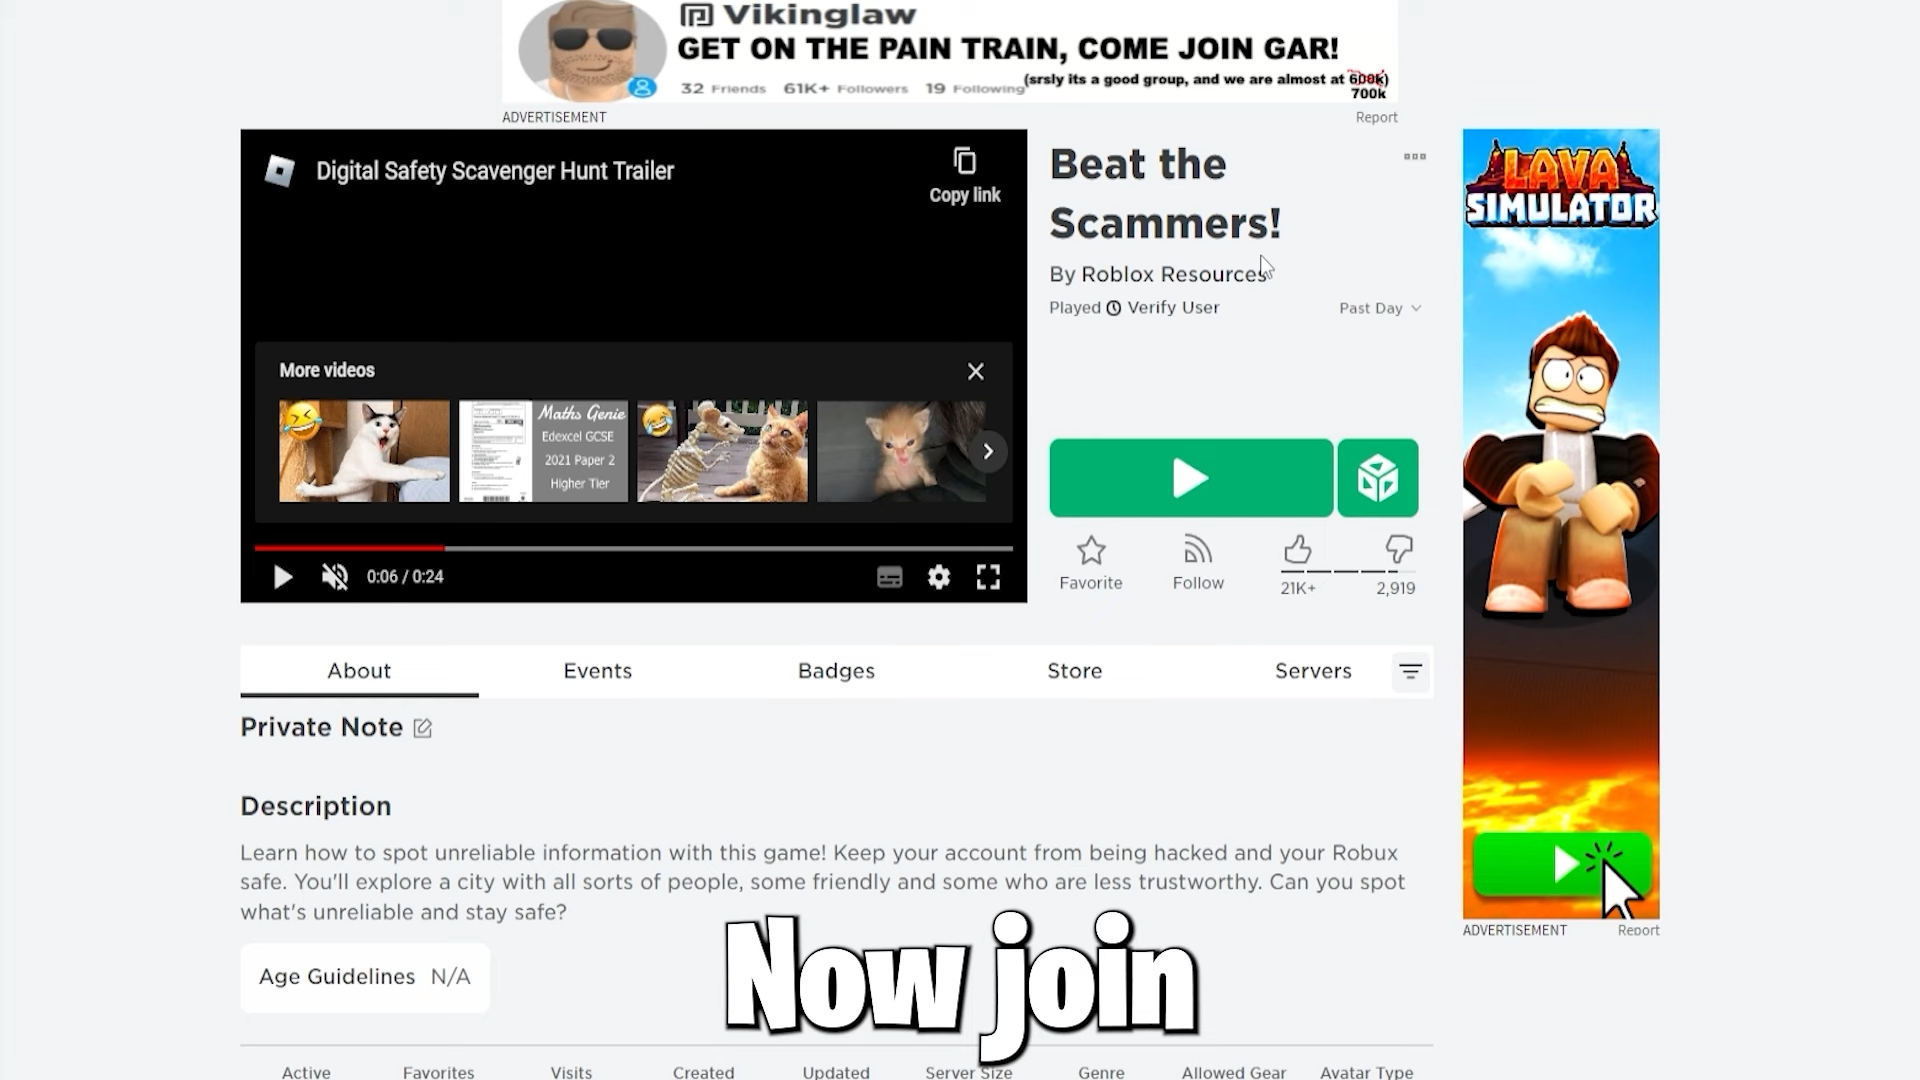 Vikinglaw
GET ON THE PAIN TRAIN, COME JOIN GAR!
(srsly its a good group, and we are almost at 600k)
700k
32 Friends 61K+ Followers 19 Following
ADVERTISEMENT
Report
Digital Safety Scavenger Hunt Trailer
Copy link
More videos
Maths Genie
Edexcel GCSE
2021 Paper 2
Higher Tier
0:06 / 0:24
Beat the
Scammers!
By Roblox Resources
Played Verify User
Past Day
Favorite
Follow
21K+
2,919
LAVA
SIMULATOR
ADVERTISEMENT
Report
About
Events
Badges
Store
Servers
Private Note
Description
Learn how to spot unreliable information with this game! Keep your account from being hacked and your Robux
safe. You'll explore a city with all sorts of people, some friendly and some who are less trustworthy. Can you spot
what's unreliable and stay safe?
Age Guidelines N/A
Now join
Active
Favorites
Visits
Created
Updated
Server Size
Genre
Allowed Gear
Avatar Type